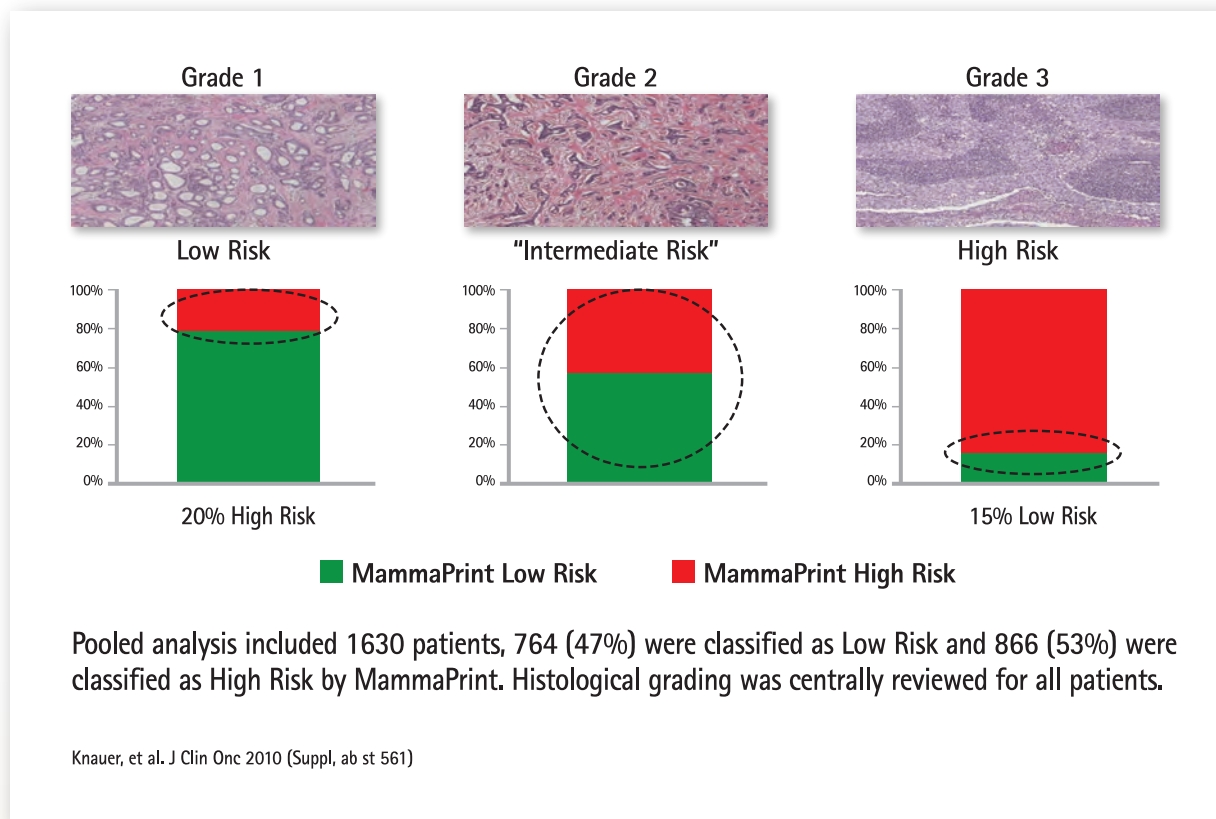 Grade 1
Grade 2
Grade 3
Low Risk
“Intermediate Risk”
High Risk
100%
80%
60%
40%
20%
0%
100%
80%
60%
40%
20%
0%
100%
80%
60%
40%
20%
0%
20% High Risk
15% Low Risk
MammaPrint Low Risk
MammaPrint High Risk
Pooled analysis included 1630 patients, 764 (47%) were classified as Low Risk and 866 (53%) were
classified as High Risk by MammaPrint. Histological grading was centrally reviewed for all patients.
Knauer, et al. J Clin Onc 2010 (Suppl, ab st 561)